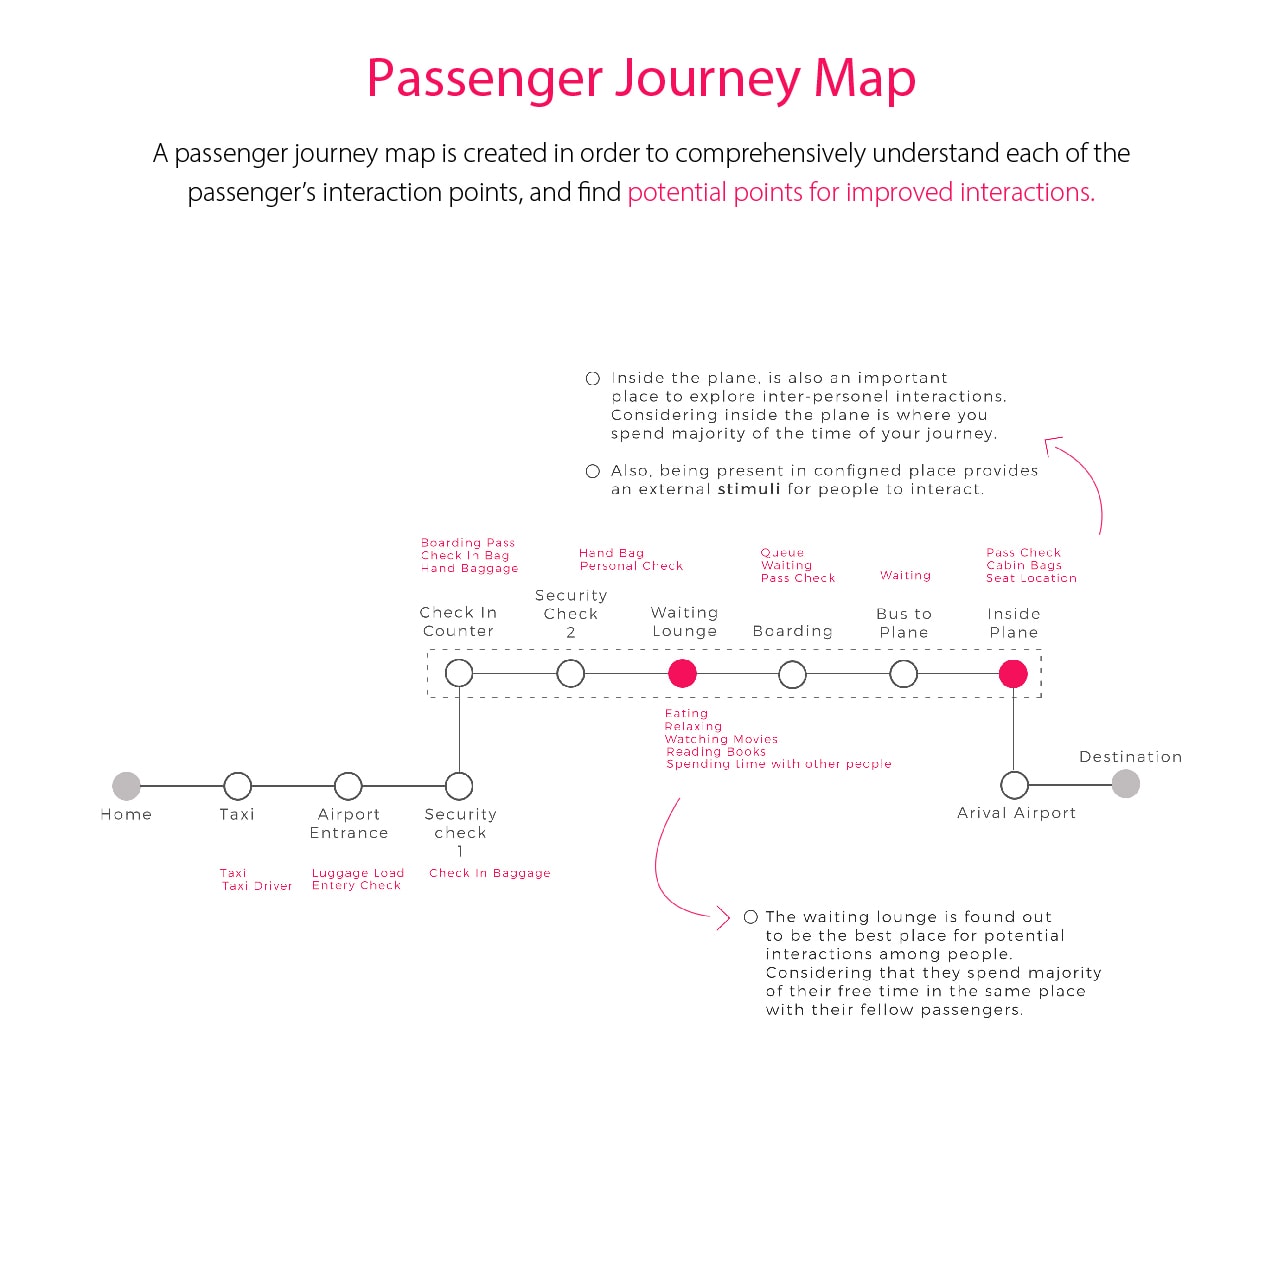 Passenger Journey Map
A passenger journey map is created in order to comprehensively understand each of the
passenger's interaction points, and find potential points for improved interactions.
Inside the plane, is also an important
place to explore inter-personel interactions.
Considering inside the plane is where you
spend majority of the time of your journey.
Also, being present in configned place provides
an external stimuli for people to interact.
Boarding Pass
Check In Bag
Hand Baggage
Hand Bag
Personal Check
Queue
Waiting
Pass Check
Waiting
Pass Check
Cabin Bags
Seat Location
Check In
Counter
Security
Check
2
Waiting
Lounge
Boarding
Bus to
Plane
Inside
Plane
Eating
Relaxing
Watching Movies
Reading Books
Spending time with other people
Home
Taxi
Airport
Entrance
Security
check
1
Arival Airport
Destination
Taxi
Taxi Driver
Luggage Load
Entery Check
Check In Baggage
The waiting lounge is found out
to be the best place for potential
interactions among people.
Considering that they spend majority
of their free time in the same place
with their fellow passengers.